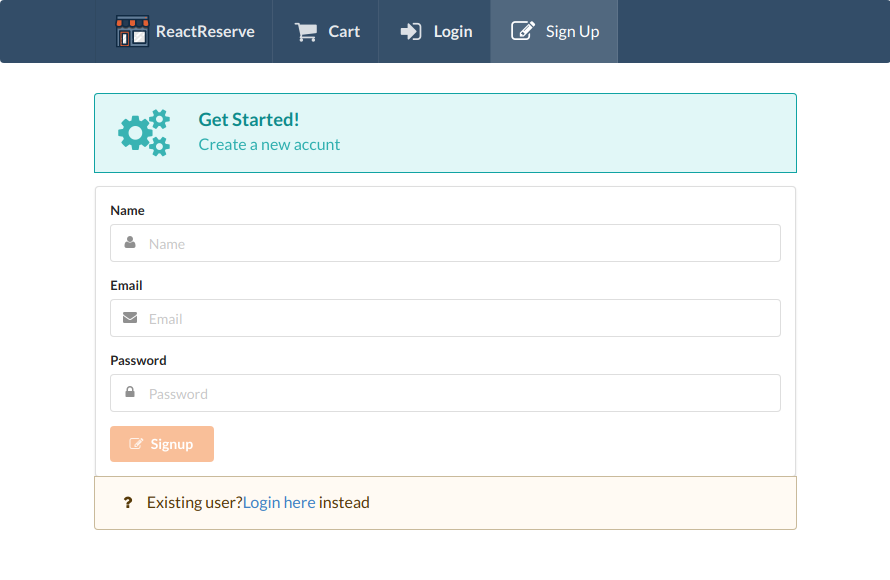 ReactReserve Cart Login Sign Up
Get Started!
Create a new accunt
Name
Name
Email
Email
Password
Password
Signup
? Existing user?Login here instead